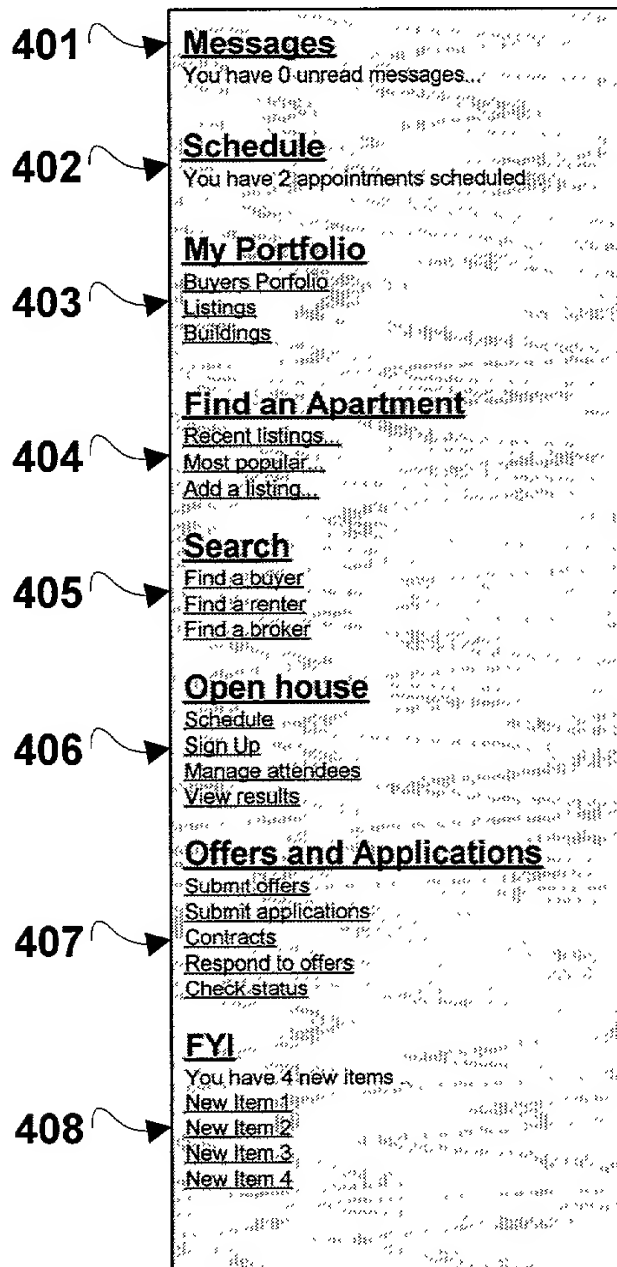 401
Messages
You have 0 unread messages...
402
Schedule
You have 2 appointments scheduled
My Portfolio
403
Buyers Porfolio
Listings
Buildings
Find an Apartment
404
Recent listings...
Most popular...
Add a listing...
Search
405
Find a buyer
Find a renter
Find a broker
Open house
406
Schedule
Sign Up
Manage attendees
View results
Offers and Applications
407
Submit offers
Submit applications
Contracts
Respond to offers
Check status
FYI
You have 4 new items
408
New Item 1
New Item 2
New Item 3
New Item 4